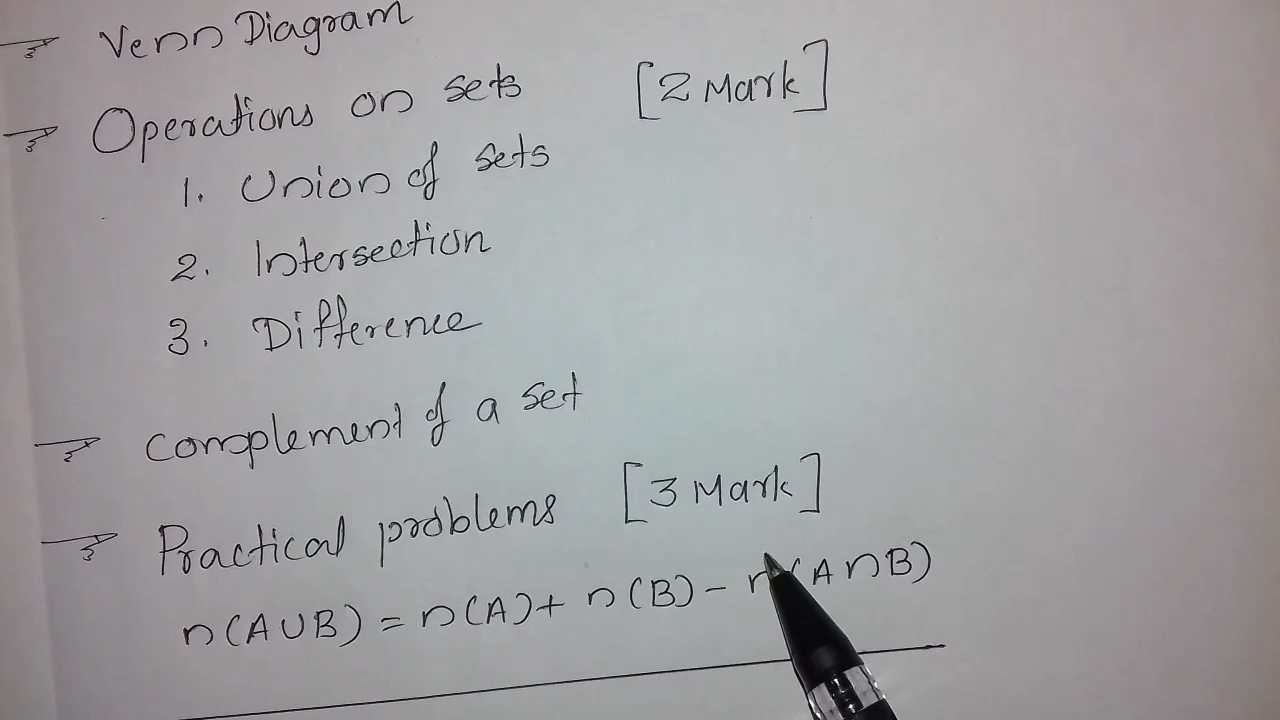 → Venn Diagram
→ Operations on sets [2 Mark]
1. Union of sets
2. Intersection
3. Difference
→ Complement of a set
→ Practical problems [3 Mark]
n(A∪B) = n(A) + n(B) - n(A∩B)